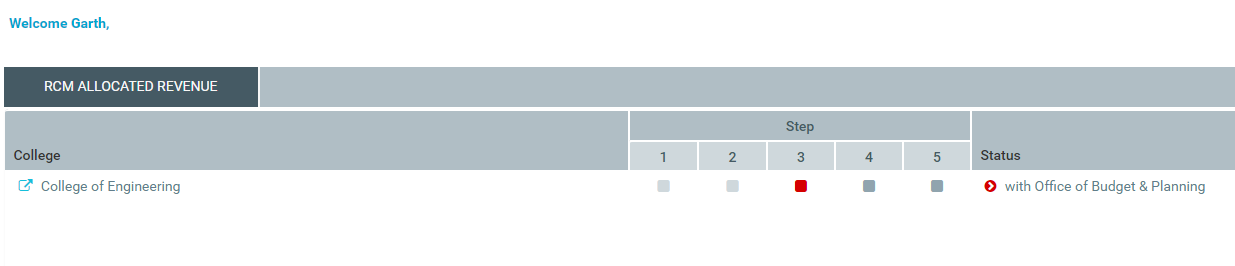 Welcome Garth,
RCM ALLOCATED REVENUE
College
Step
1 2 3 4 5
Status
College of Engineering
with Office of Budget & Planning